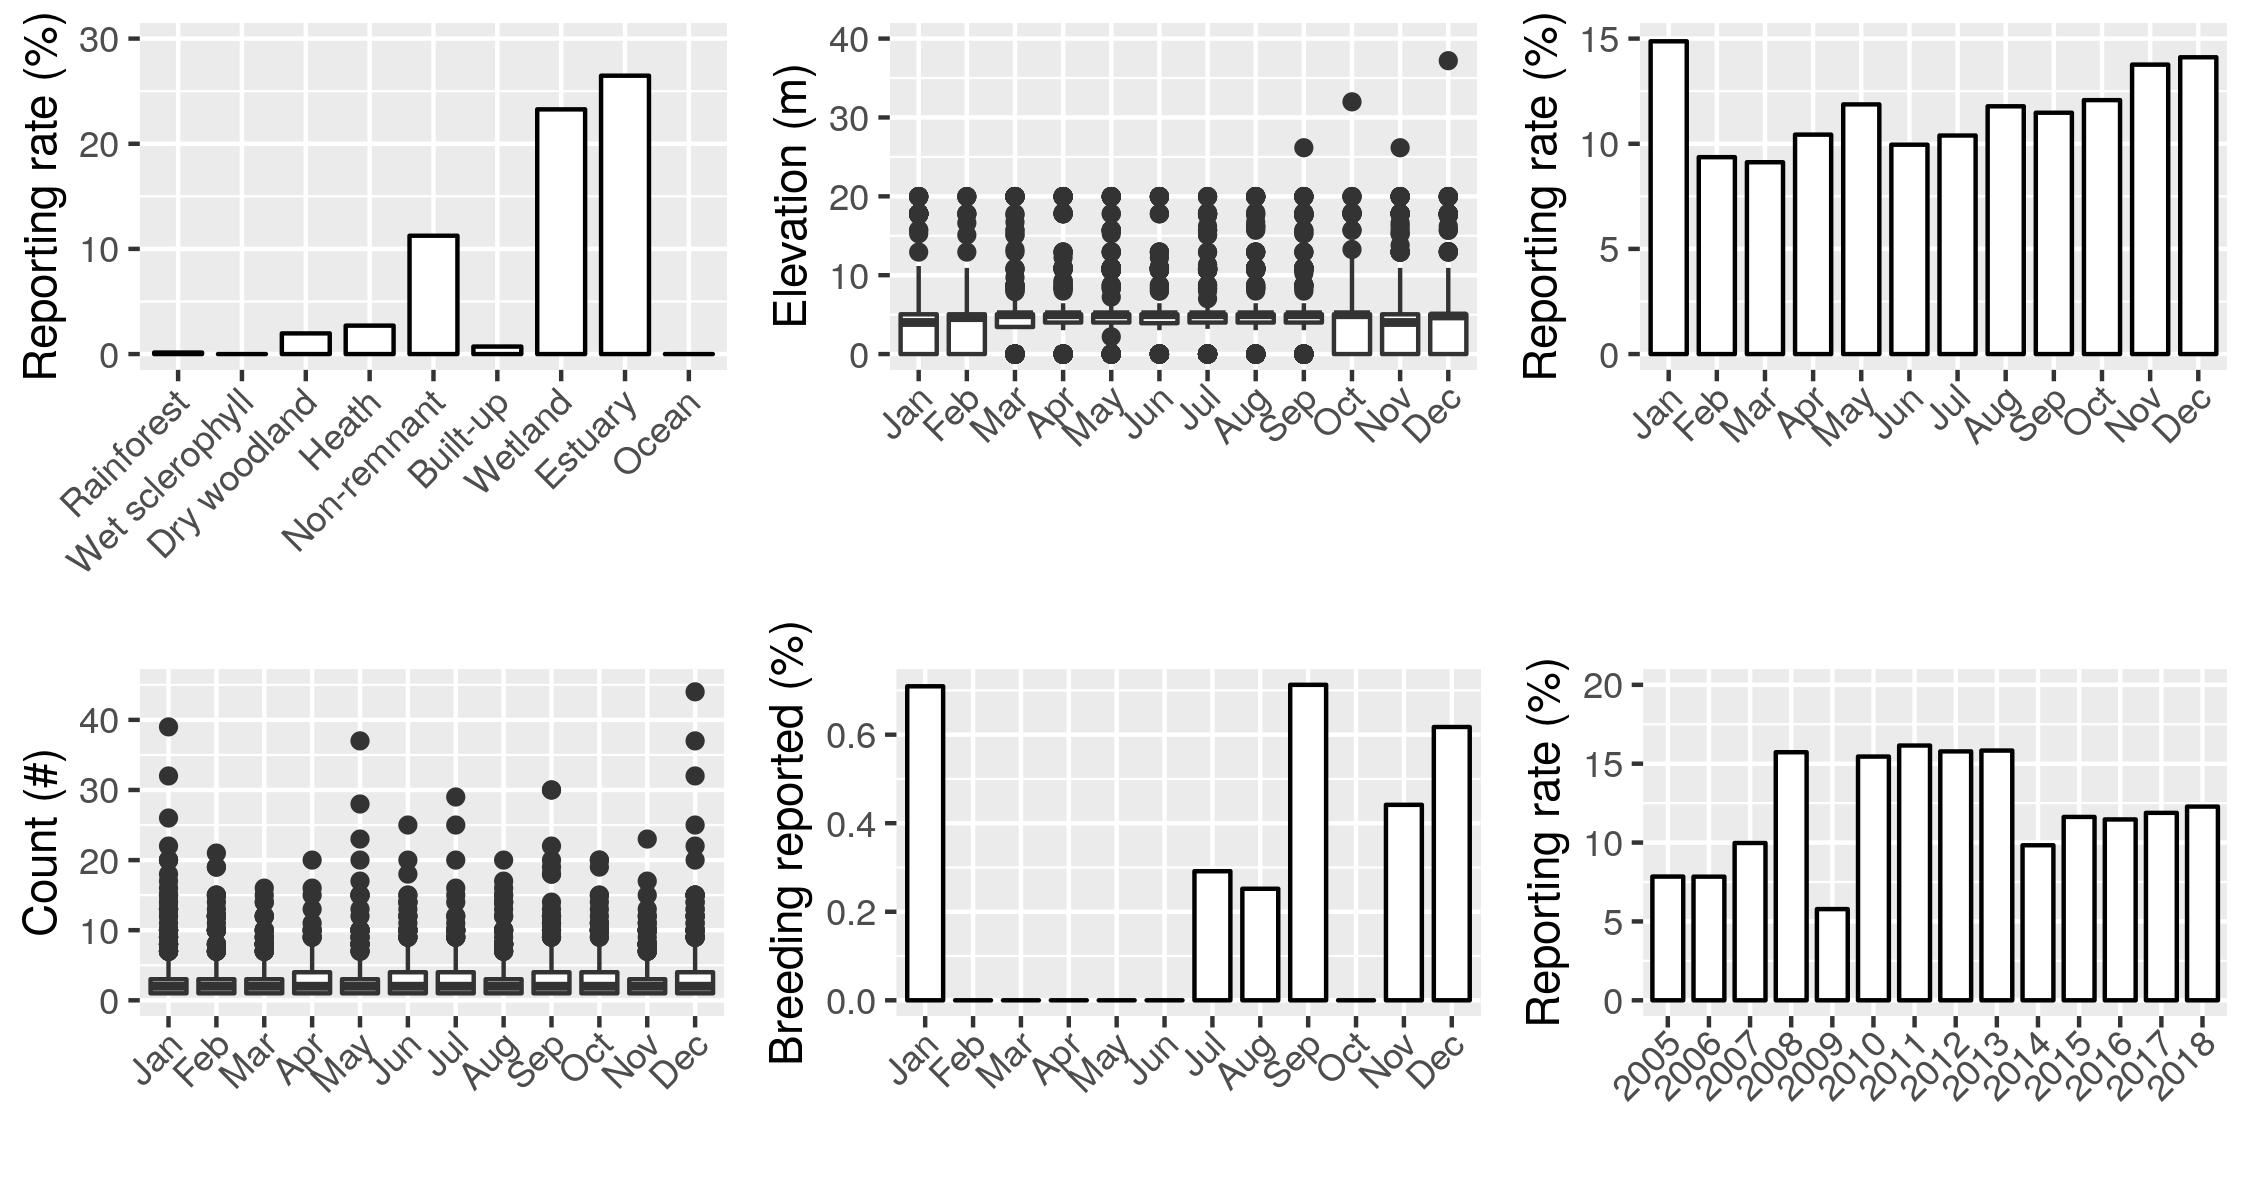 Reporting rate (%)
30
20
10
0
Rainforest
Wet sclerophyll
Dry woodland
Heath
Non-remnant
Built-up
Wetland
Estuary
Ocean
Elevation (m)
40
30
20
10
0
Jan
Feb
Mar
Apr
May
Jun
Jul
Aug
Sep
Oct
Nov
Dec
Reporting rate (%)
15
10
5
0
Jan
Feb
Mar
Apr
May
Jun
Jul
Aug
Sep
Oct
Nov
Dec
Count (#)
40
30
20
10
0
Jan
Feb
Mar
Apr
May
Jun
Jul
Aug
Sep
Oct
Nov
Dec
Breeding reported (%)
0.6
0.4
0.2
0.0
Jan
Feb
Mar
Apr
May
Jun
Jul
Aug
Sep
Oct
Nov
Dec
Reporting rate (%)
20
15
10
5
0
2005
2006
2007
2008
2009
2010
2011
2012
2013
2014
2015
2016
2017
2018